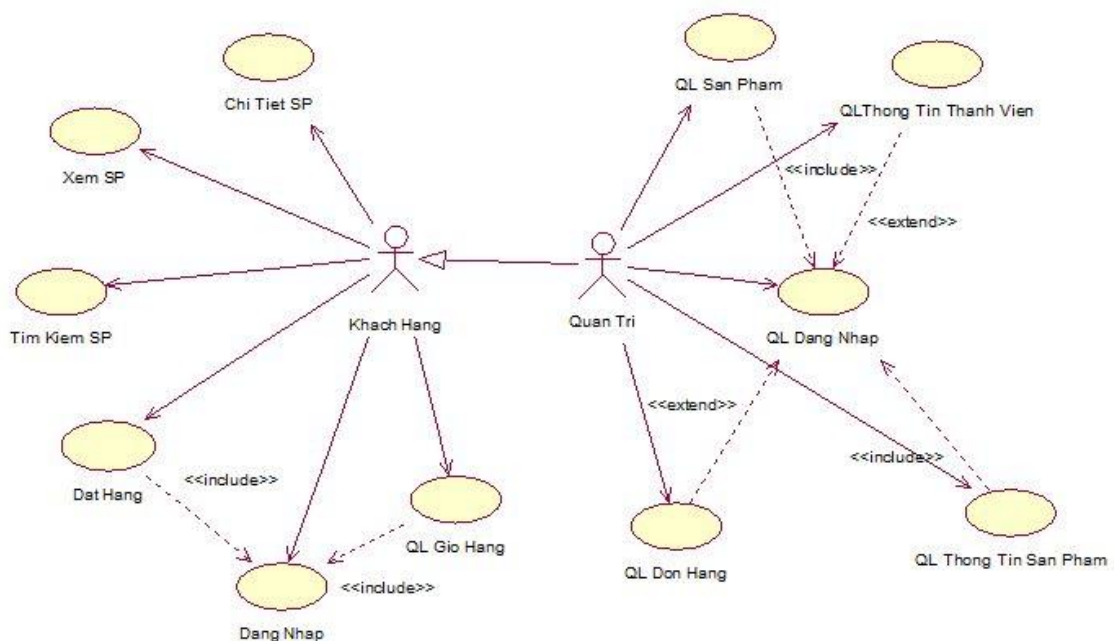 QL San Pham
Chi Tiet SP
QLThong Tin Thanh Vien
Xem SP
<<include>>
<<extend>>
Khach Hang
Quan Tri
Tim Kiem SP
QL Dang Nhap
<<extend>>
<<include>>
<<include>>
Dat Hang
QL Gio Hang
QL Thong Tin San Pham
QL Don Hang
<<include>>
Dang Nhap